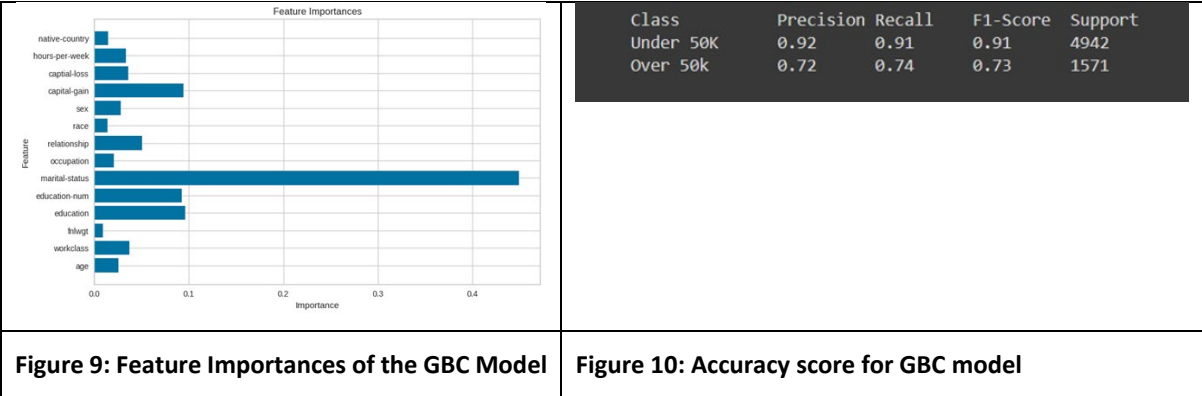 Feature Importances
native-country
hours-per-week
captial-loss
capital-gain
sex
race
relationship
occupation
marital-status
education-num
education
fnlwgt
workclass
age
Feature
0.0 0.1 0.2 0.3 0.4
Importance
Class Precision Recall F1-Score Support
Under 50K 0.92 0.91 0.91 4942
Over 50k 0.72 0.74 0.73 1571
Figure 9: Feature Importances of the GBC Model
Figure 10: Accuracy score for GBC model